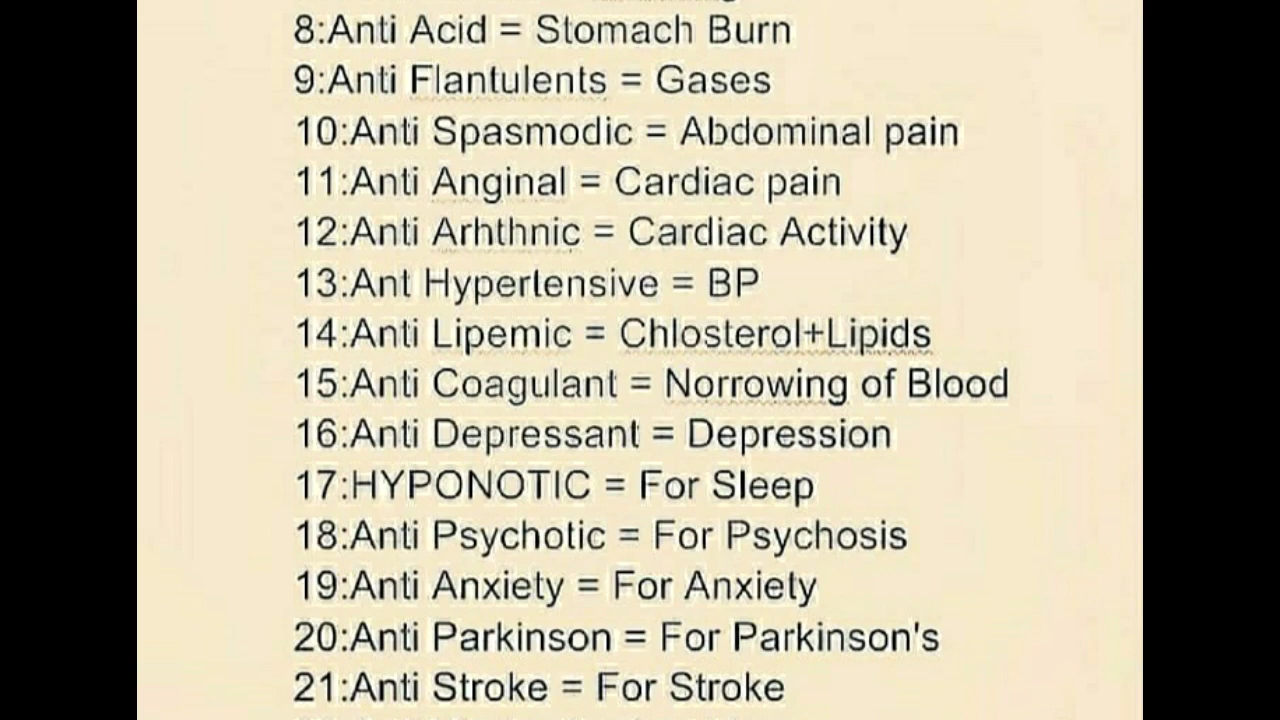 8:Anti Acid = Stomach Burn
9:Anti Flantulents = Gases
10:Anti Spasmodic = Abdominal pain
11:Anti Anginal = Cardiac pain
12:Anti Arhthnic = Cardiac Activity
13:Ant Hypertensive = BP
14:Anti Lipemic = Chlosterol+Lipids
15:Anti Coagulant = Norrowing of Blood
16:Anti Depressant = Depression
17:HYPONOTIC = For Sleep
18:Anti Psychotic = For Psychosis
19:Anti Anxiety = For Anxiety
20:Anti Parkinson = For Parkinson's
21:Anti Stroke = For Stroke